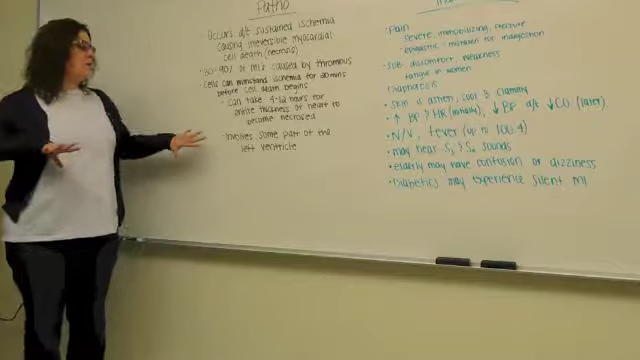 Patho
· Occurs d/t sustained ischemia
causing irreversible myocardial
cell death (necrosis)
· 80-90% of MI's caused by thrombus
· Cells can withstand ischemia for 20 mins
before cell death begins
· Can take 4-12 hours for
entire thickness of heart to
become necrosed
· Involves some part of the
left ventricle
· Pain
· Severe, immobilizing, pressure
· epigastric - mistaken for indigestion
· Sub. discomfort, weakness
fatigue in women
· Diaphoresis
· Skin is ashen, cool & clammy
· ↑ BP & HR (initially), ↓ BP d/t ↓ CO (later)
· N/V, fever (up to 100.4)
· may hear S3 & S4 sounds
· elderly may have confusion or dizziness
· Diabetics may experience silent MI